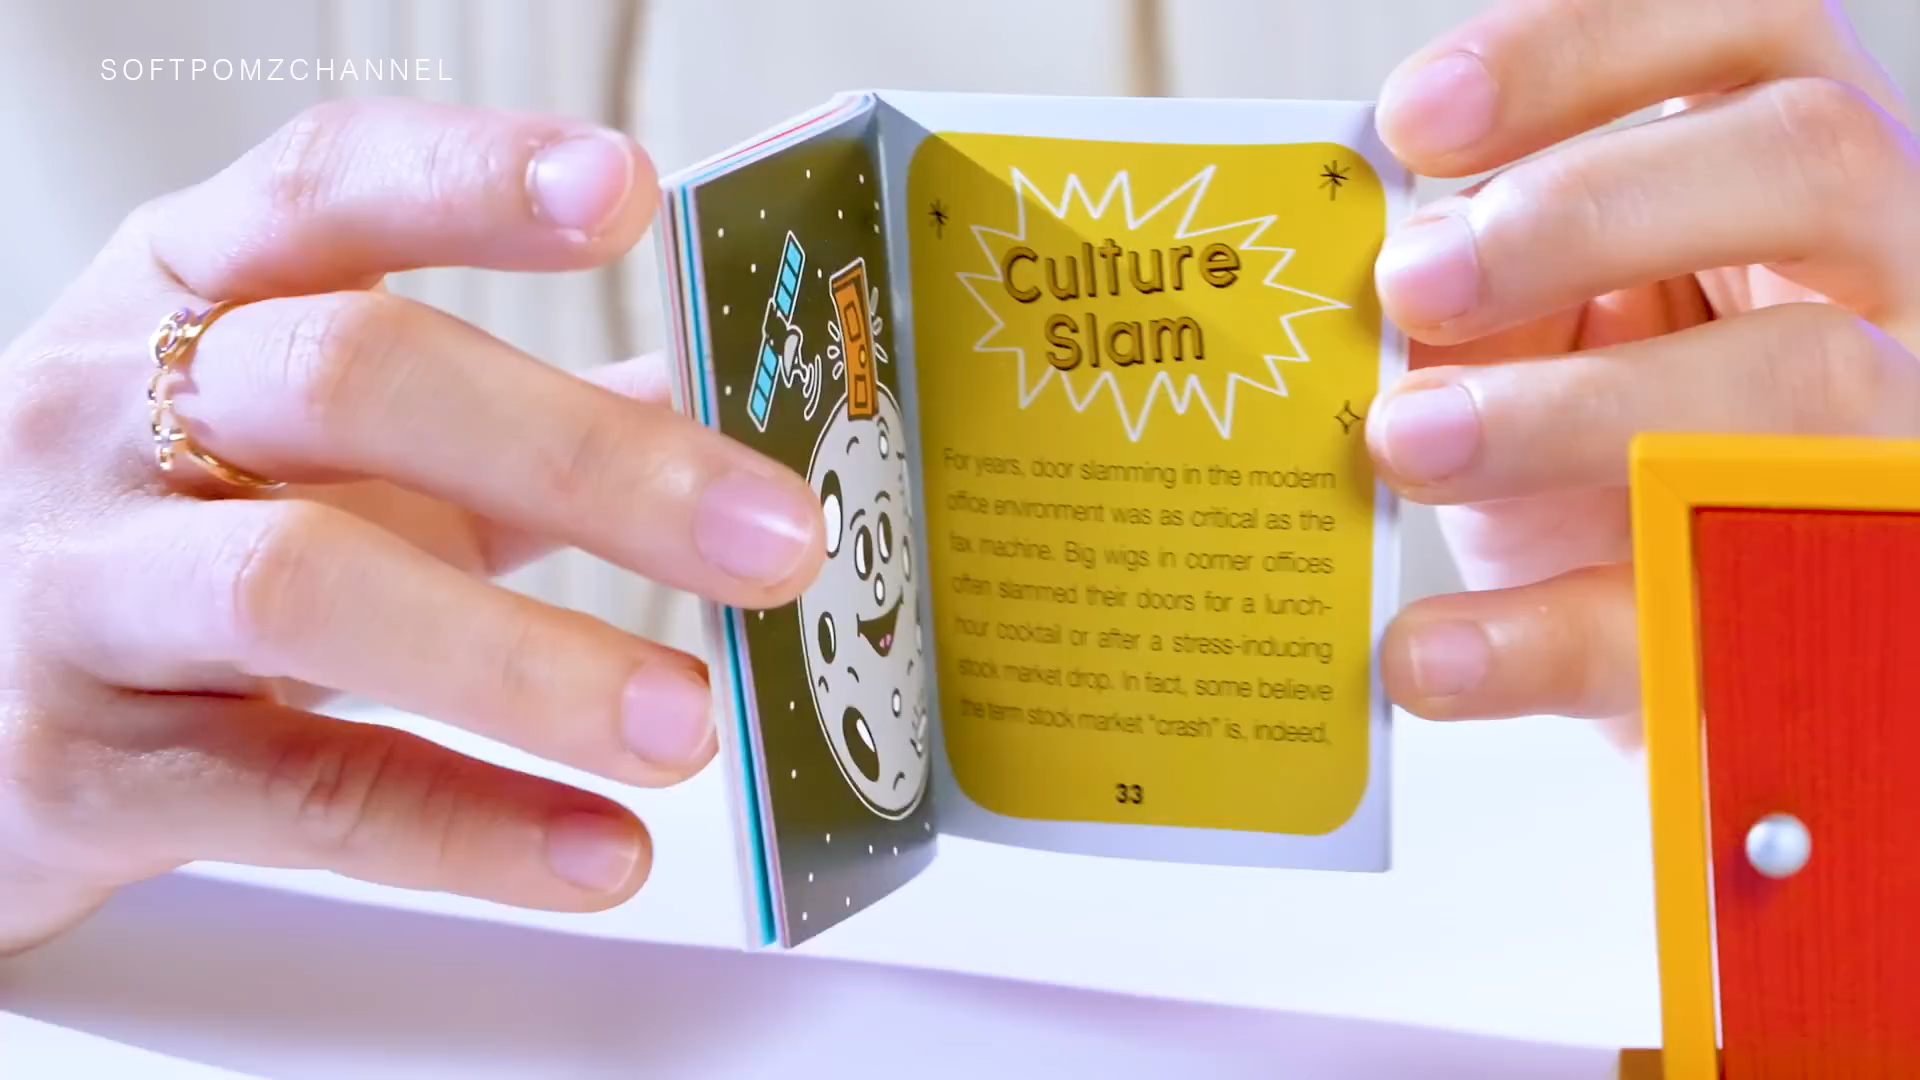 SOFTPOMZCHANNEL
Culture
Slam
For years, door slamming in the modern
office environment was as critical as the
fax machine. Big wigs in corner offices
often slammed their doors for a lunch-
hour cocktail or after a stress-inducing
stock market drop. In fact, some believe
the term stock market "crash" is, indeed,
33